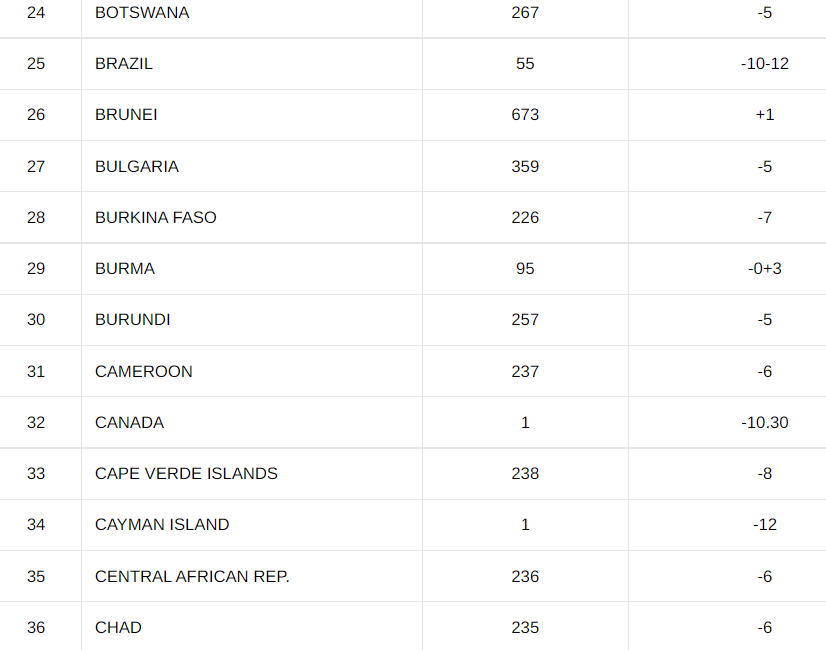 24 BOTSWANA 267 -5
25 BRAZIL 55 -10-12
26 BRUNEI 673 +1
27 BULGARIA 359 -5
28 BURKINA FASO 226 -7
29 BURMA 95 -0+3
30 BURUNDI 257 -5
31 CAMEROON 237 -6
32 CANADA 1 -10.30
33 CAPE VERDE ISLANDS 238 -8
34 CAYMAN ISLAND 1 -12
35 CENTRAL AFRICAN REP. 236 -6
36 CHAD 235 -6